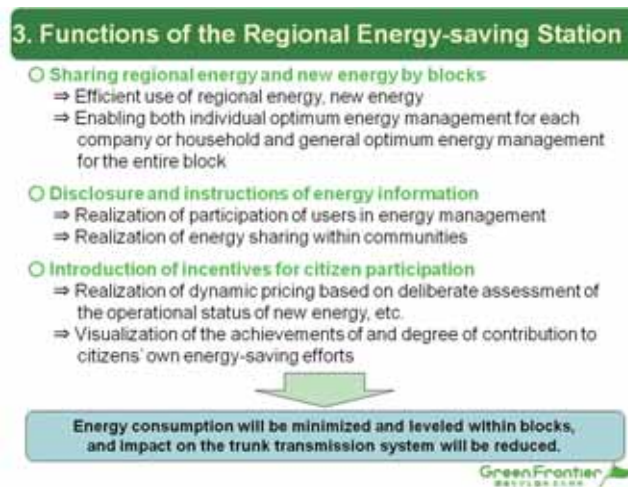 3. Functions of the Regional Energy-saving Station
○ Sharing regional energy and new energy by blocks
⇒ Efficient use of regional energy, new energy
⇒ Enabling both individual optimum energy management for each
company or household and general optimum energy management
for the entire block
○ Disclosure and instructions of energy information
⇒ Realization of participation of users in energy management
⇒ Realization of energy sharing within communities
○ Introduction of incentives for citizen participation
⇒ Realization of dynamic pricing based on deliberate assessment of
the operational status of new energy, etc.
⇒ Visualization of the achievements of and degree of contribution to
citizens' own energy-saving efforts
Energy consumption will be minimized and leveled within blocks,
and impact on the trunk transmission system will be reduced.
GreenFrontier